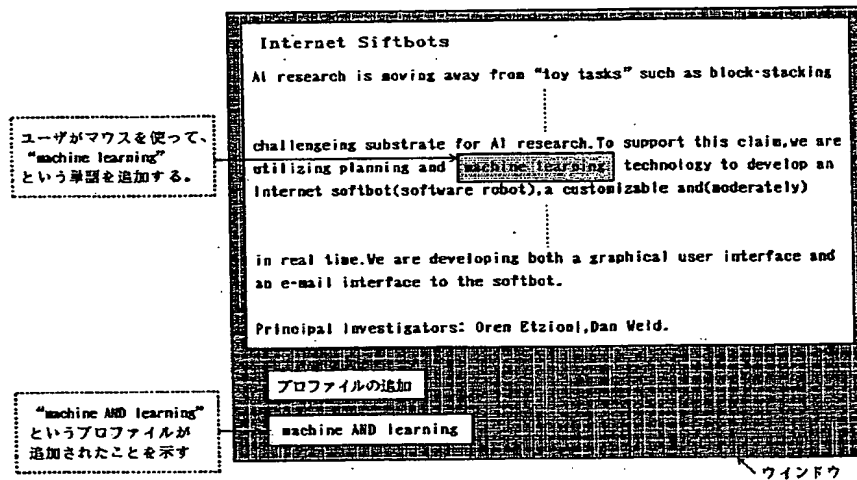 Internet Siftbots
AI research is moving away from “toy tasks” such as block-stacking
ユーザがマウスを使って、
“machine learning”
という単語を追加する。
challengeing substrate for AI research.To support this claim,we are
utilizing planning and machine learning technology to develop an
Internet softbot(software robot),a customizable and(moderately)
in real time.We are developing both a graphical user interface and
an e-mail interface to the softbot.
Principal Investigators: Oren Etzioni,Dan Weld.
プロファイルの追加
“machine AND learning”
というプロファイルが
追加されたことを示す
machine AND learning
ウインドウ